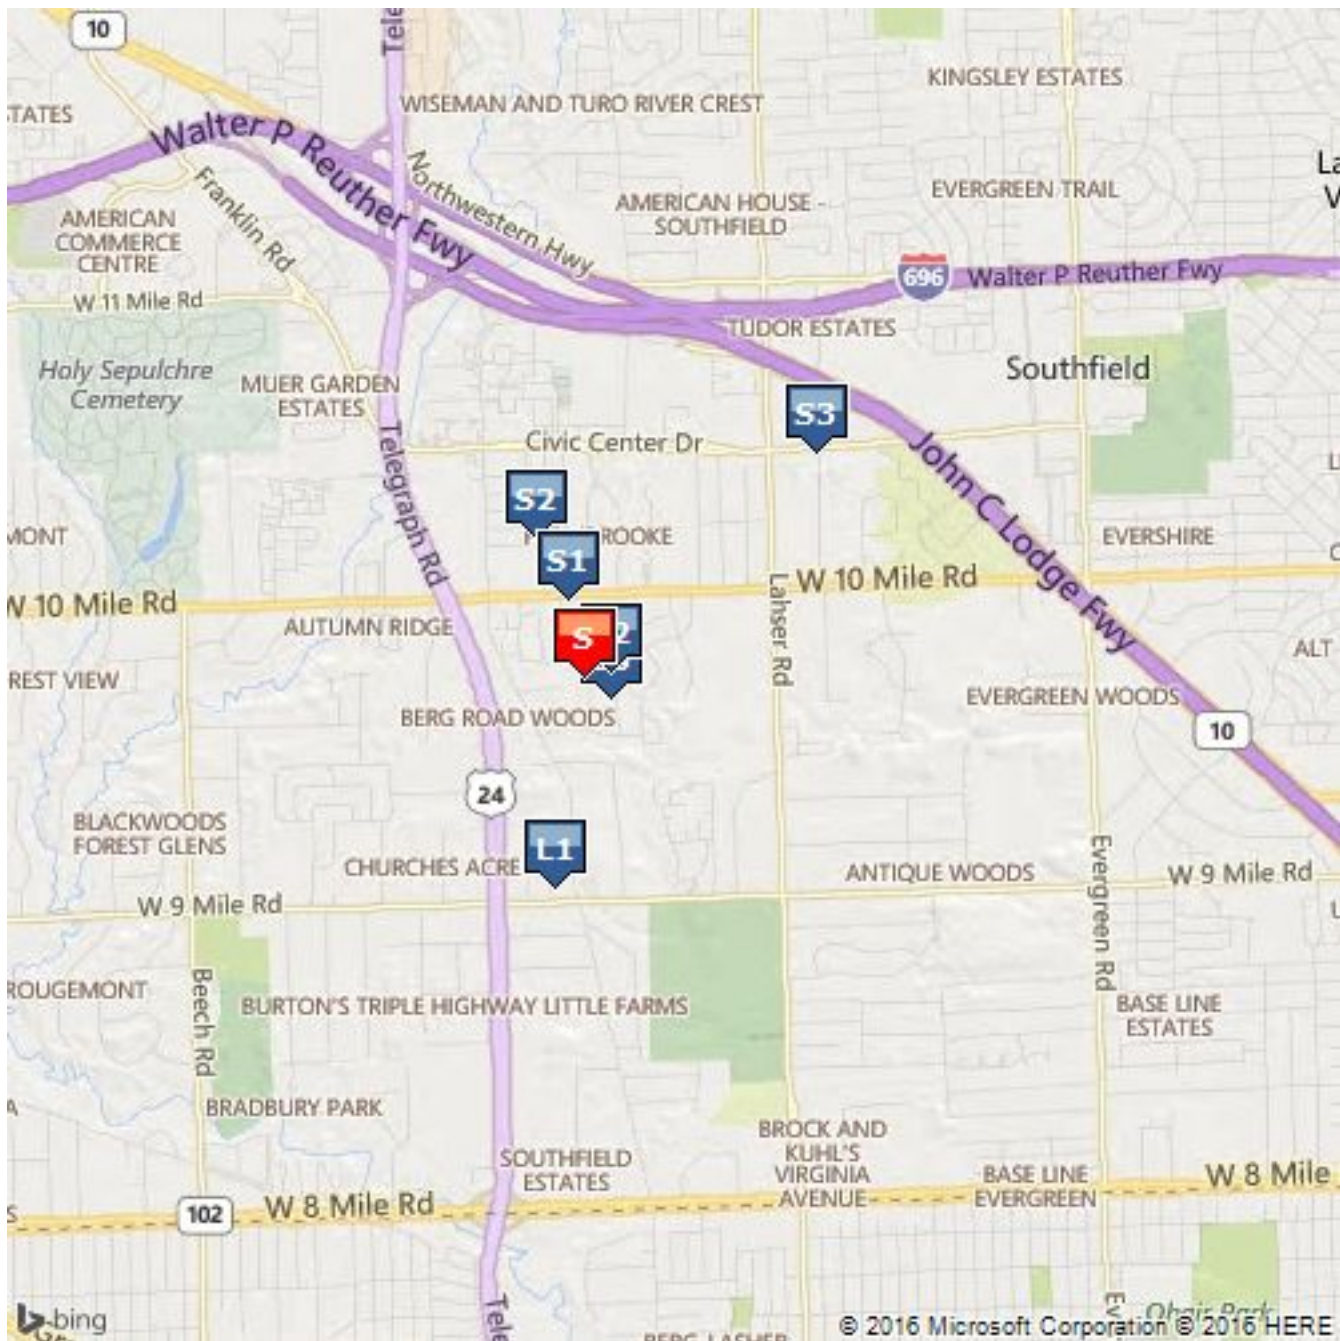 10
Tele
KINGSLEY ESTATES
WISEMAN AND TURO RIVER CREST
TATES
Walter P Reuther Fwy
Northwestern Hwy
Franklin Rd
EVERGREEN TRAIL
AMERICAN HOUSE -
SOUTHFIELD
AMERICAN
COMMERCE
CENTRE
696
Walter P Reuther Fwy
W 11 Mile Rd
TUDOR ESTATES
Southfield
Holy Sepulchre
Cemetery
MUER GARDEN
ESTATES
S3
Civic Center Dr
John C Lodge Fwy
Telegraph Rd
S2
MONT
ROOKE
EVERSHIRE
S1
W 10 Mile Rd
W 10 Mile Rd
Lahser Rd
AUTUMN RIDGE
S
2
ALT
REST VIEW
EVERGREEN WOODS
BERG ROAD WOODS
10
24
BLACKWOODS
FOREST GLENS
L1
CHURCHES ACRE
ANTIQUE WOODS
W 9 Mile Rd
W 9 Mile Rd
Evergreen Rd
Beech Rd
ROUGEMONT
BURTON'S TRIPLE HIGHWAY LITTLE FARMS
BASE LINE
ESTATES
BRADBURY PARK
BROCK AND
KUHL'S
VIRGINIA
AVENUE
SOUTHFIELD
ESTATES
BASE LINE
EVERGREEN
W 8 Mile
102
W 8 Mile Rd
Tele
Ev
bing
© 2016 Microsoft Corporation © 2016 HERE